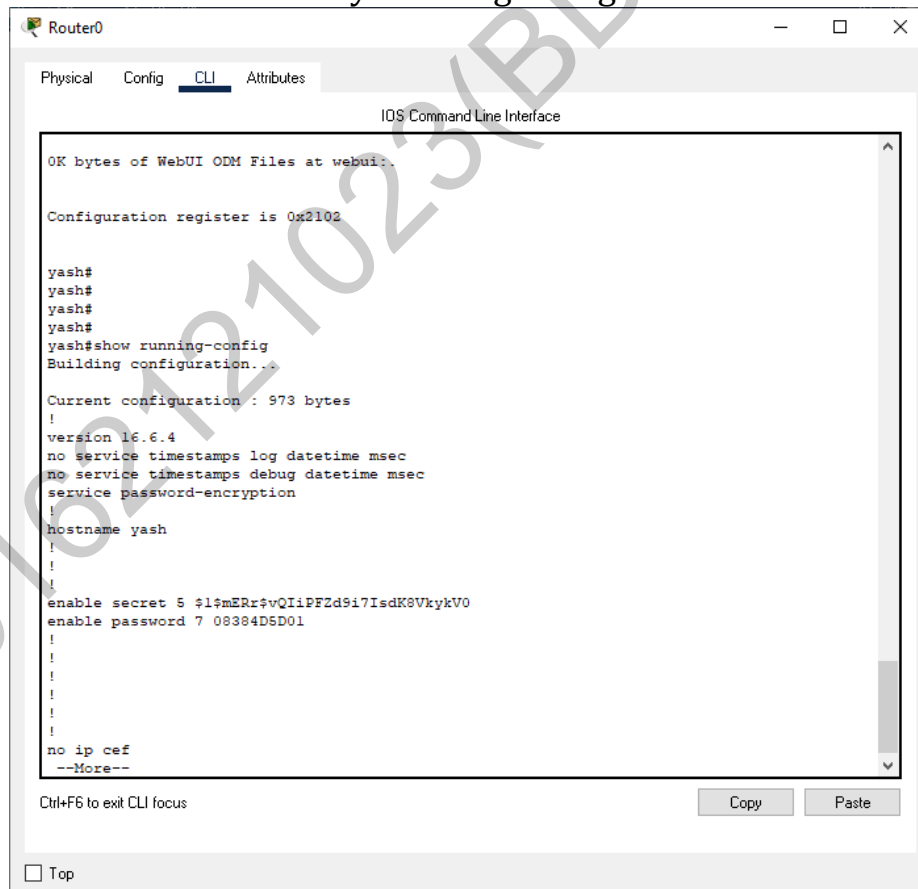 Router0
Physical Config CLI Attributes
IOS Command Line Interface
0K bytes of WebUI ODM Files at webui:.
Configuration register is 0x2102
yash#
yash#
yash#
yash#
yash#show running-config
Building configuration...
Current configuration : 973 bytes
!
version 16.6.4
no service timestamps log datetime msec
no service timestamps debug datetime msec
service password-encryption
!
hostname yash
!
!
!
enable secret 5 $1$mERr$vQIiPFZd9i7IsdK8VkykV0
enable password 7 08384D5D01
!
!
!
!
!
!
no ip cef
--More--
Ctrl+F6 to exit CLI focus
Copy Paste
Top
162121023(BD